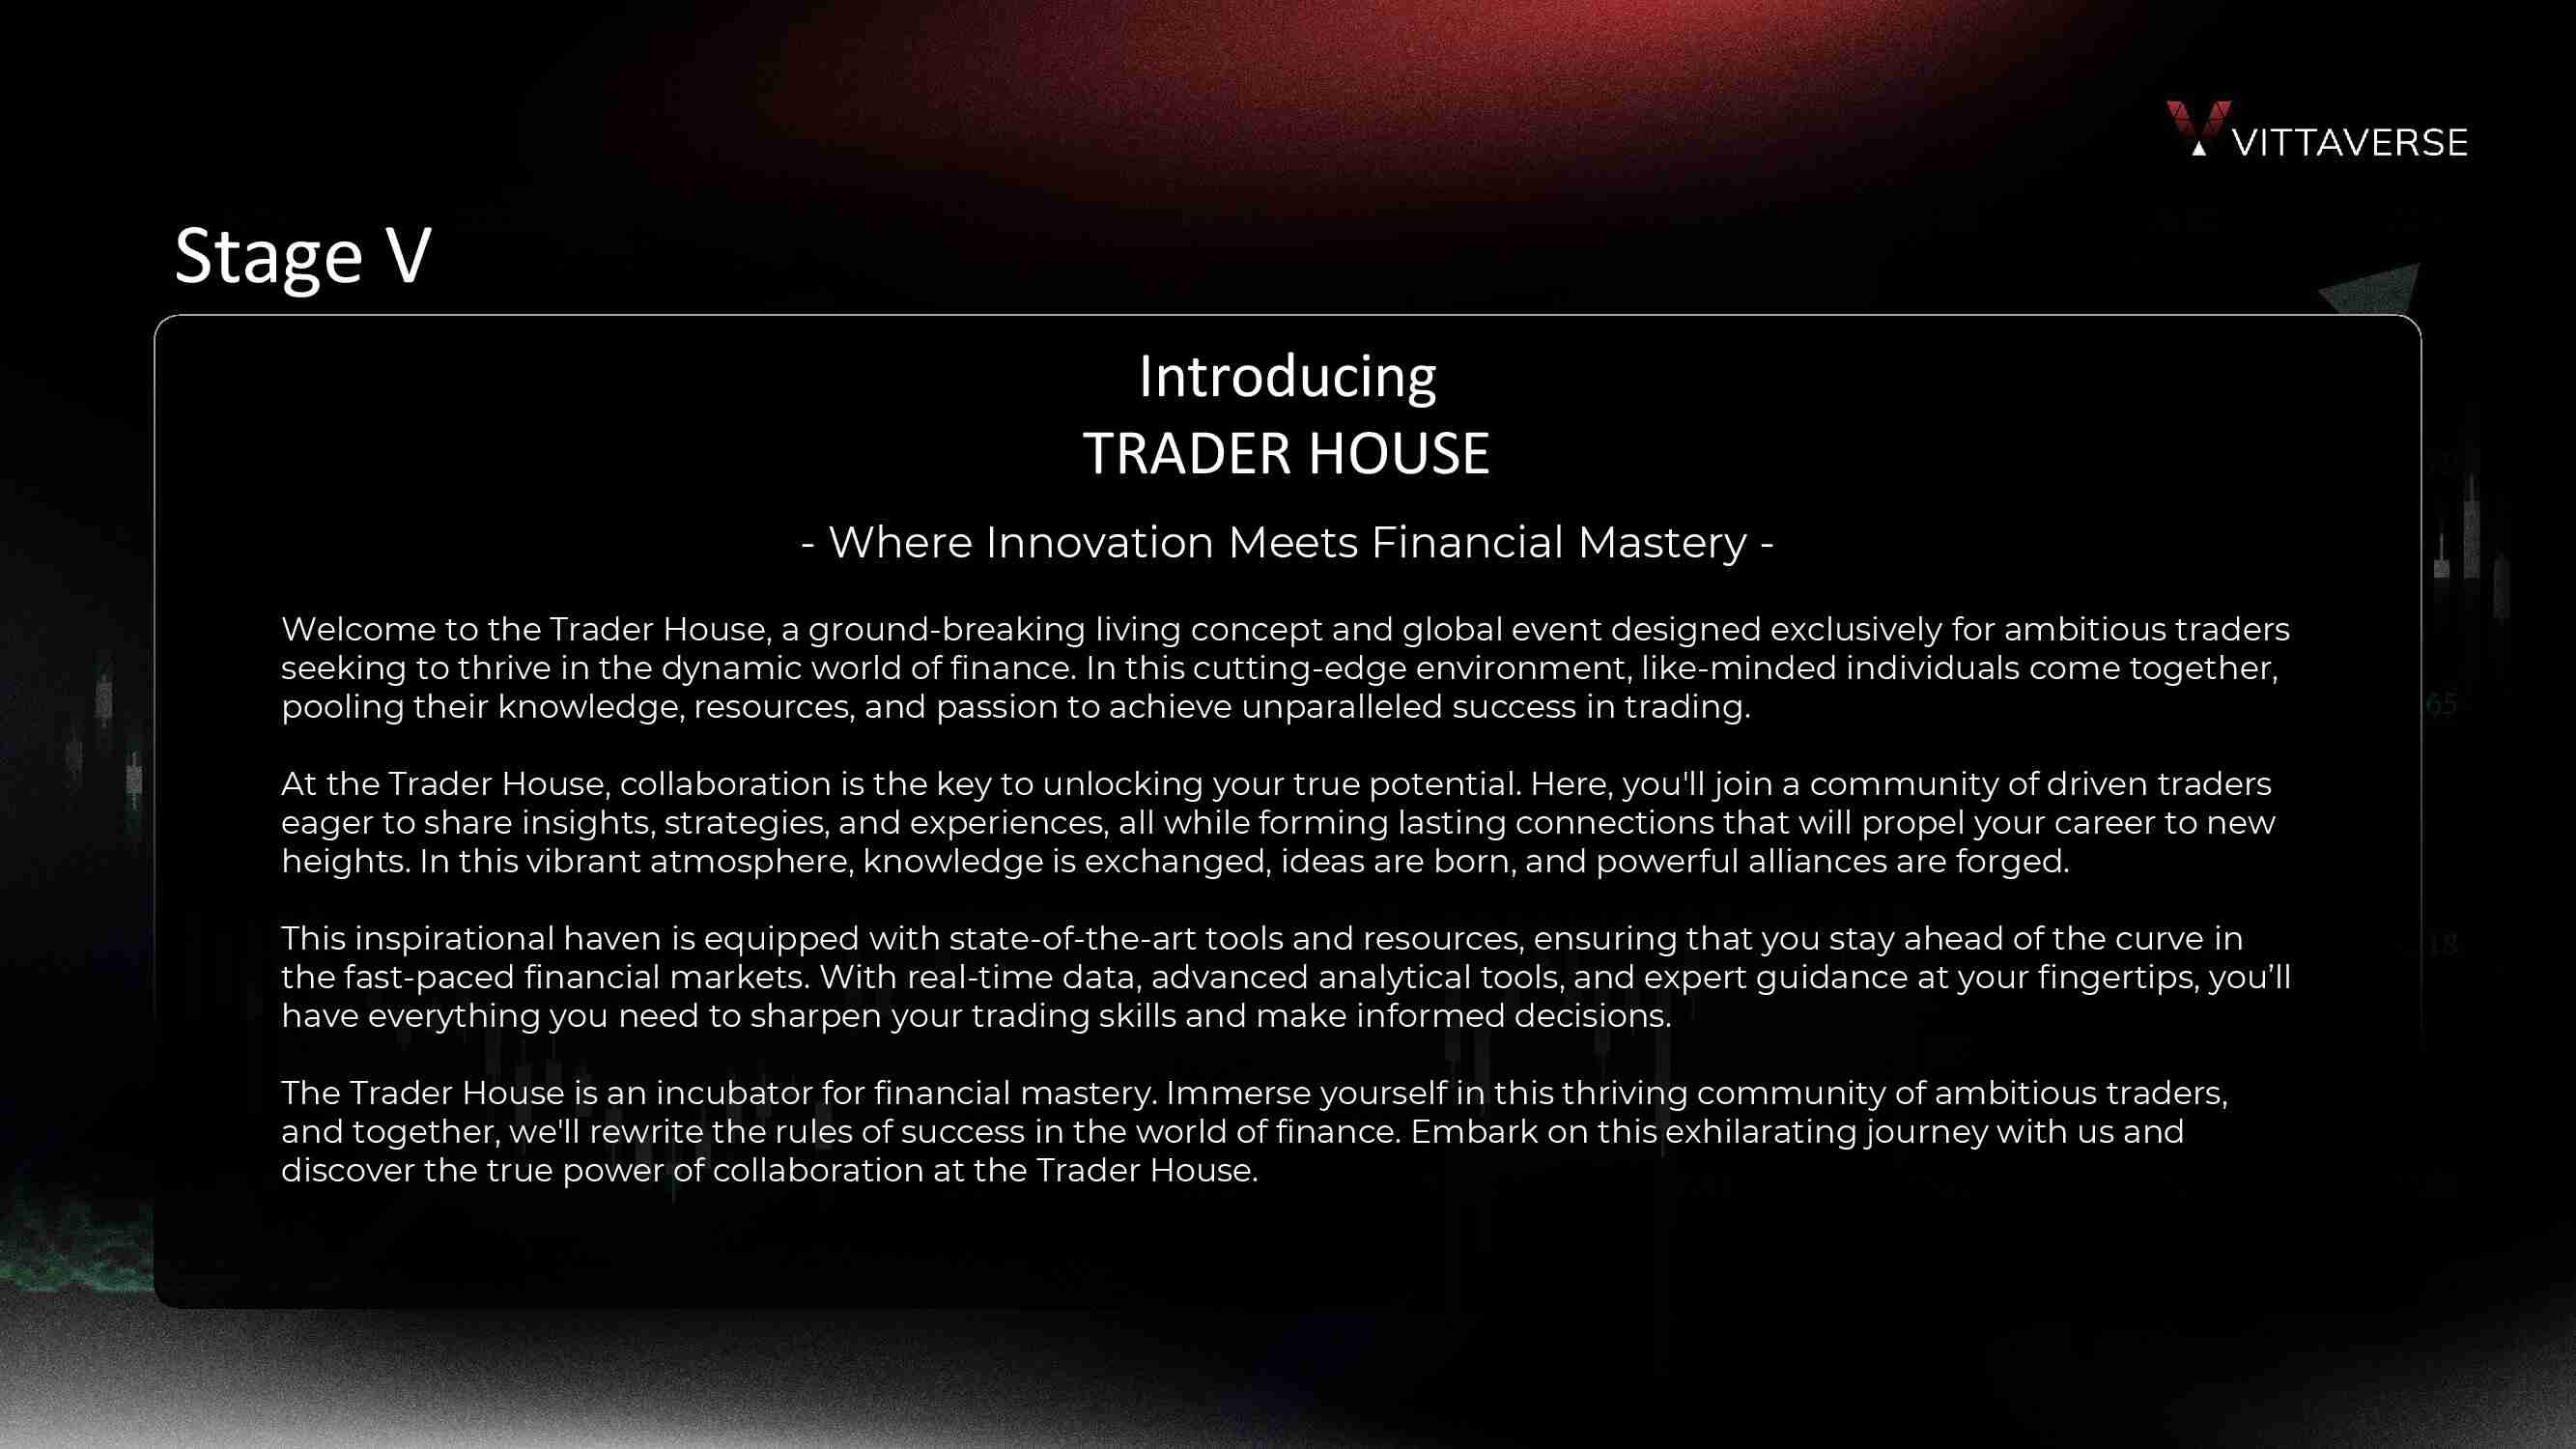 VITTAVERSE
Stage V
Introducing
TRADER HOUSE
- Where Innovation Meets Financial Mastery -
Welcome to the Trader House, a ground-breaking living concept and global event designed exclusively for ambitious traders
seeking to thrive in the dynamic world of finance. In this cutting-edge environment, like-minded individuals come together,
pooling their knowledge, resources, and passion to achieve unparalleled success in trading.
At the Trader House, collaboration is the key to unlocking your true potential. Here, you'll join a community of driven traders
eager to share insights, strategies, and experiences, all while forming lasting connections that will propel your career to new
heights. In this vibrant atmosphere, knowledge is exchanged, ideas are born, and powerful alliances are forged.
This inspirational haven is equipped with state-of-the-art tools and resources, ensuring that you stay ahead of the curve in
the fast-paced financial markets. With real-time data, advanced analytical tools, and expert guidance at your fingertips, you’ll
have everything you need to sharpen your trading skills and make informed decisions.
The Trader House is an incubator for financial mastery. Immerse yourself in this thriving community of ambitious traders,
and together, we'll rewrite the rules of success in the world of finance. Embark on this exhilarating journey with us and
discover the true power of collaboration at the Trader House.
65
18